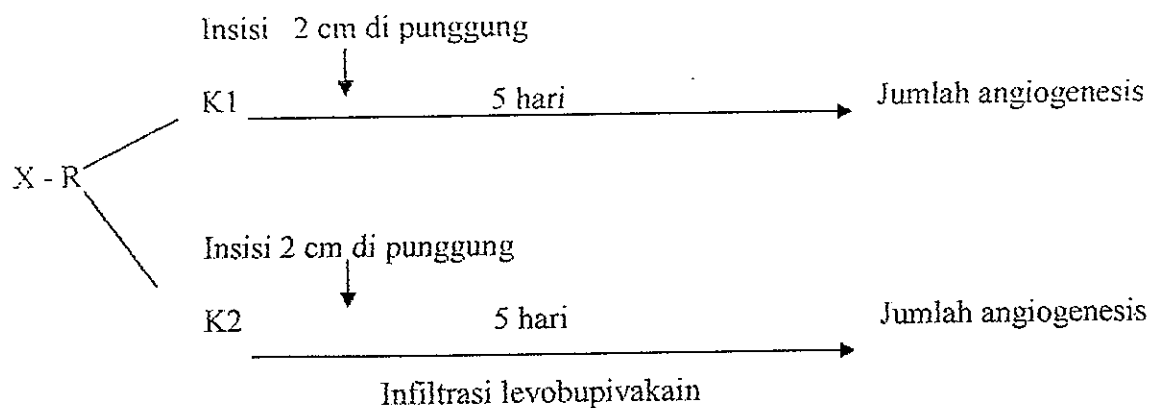 Insisi 2 cm di punggung
K1 5 hari Jumlah angiogenesis
X - R
Insisi 2 cm di punggung
K2 5 hari Jumlah angiogenesis
Infiltrasi levobupivakain